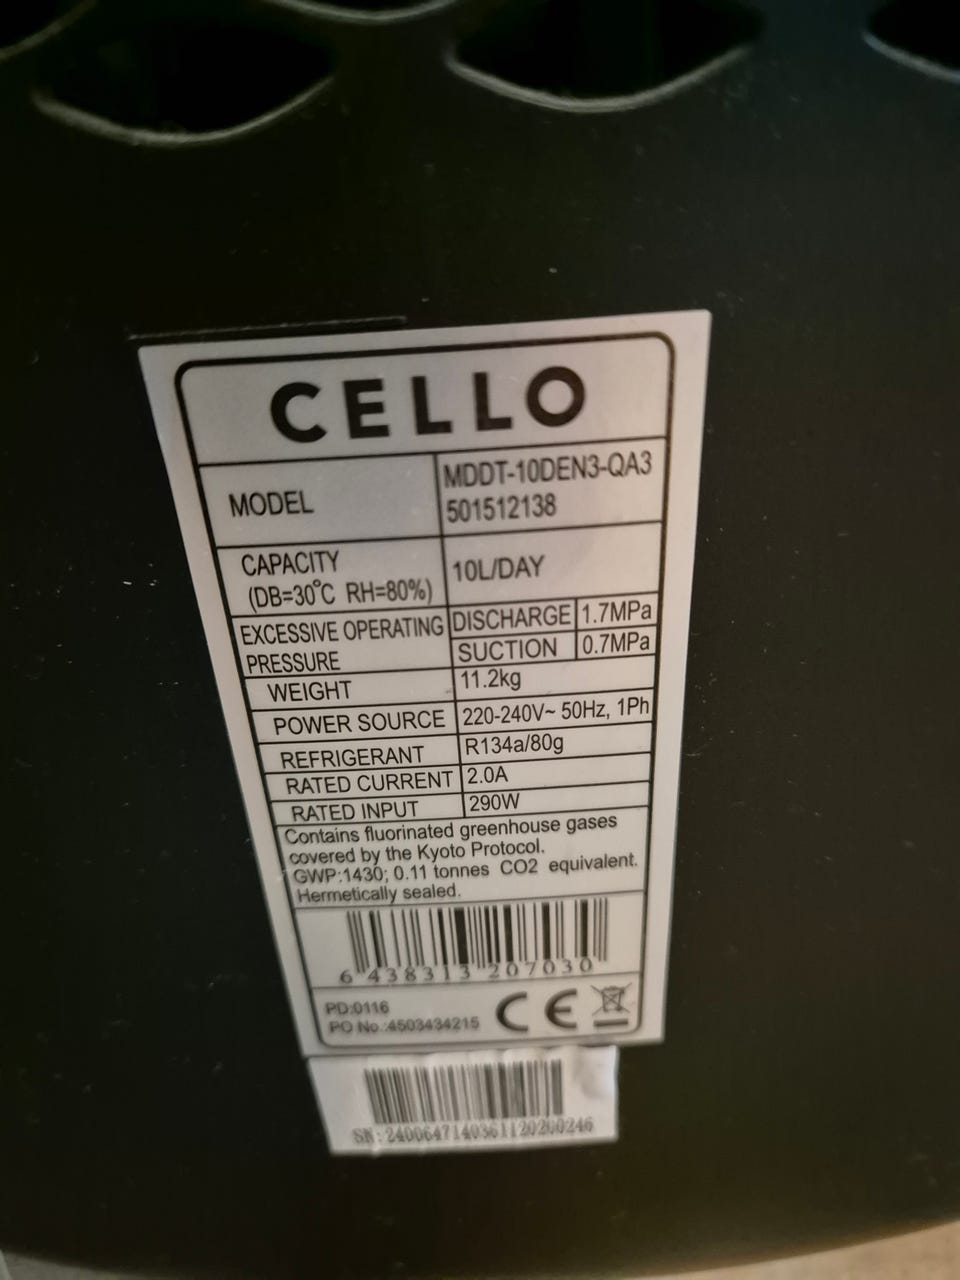 CELLO
MODEL MDDT-10DEN3-QA3
501512138
CAPACITY
(DB=30°C RH=80%) 10L/DAY
EXCESSIVE OPERATING PRESSURE DISCHARGE 1.7MPa
SUCTION 0.7MPa
WEIGHT 11.2kg
POWER SOURCE 220-240V~ 50Hz, 1Ph
REFRIGERANT R134a/80g
RATED CURRENT 2.0A
RATED INPUT 290W
Contains fluorinated greenhouse gases
covered by the Kyoto Protocol.
GWP:1430; 0.11 tonnes CO2 equivalent.
Hermetically sealed.
6 438313 207030
PD:0116
PO No.:4503434215
CE
SN:2400647140361120200246